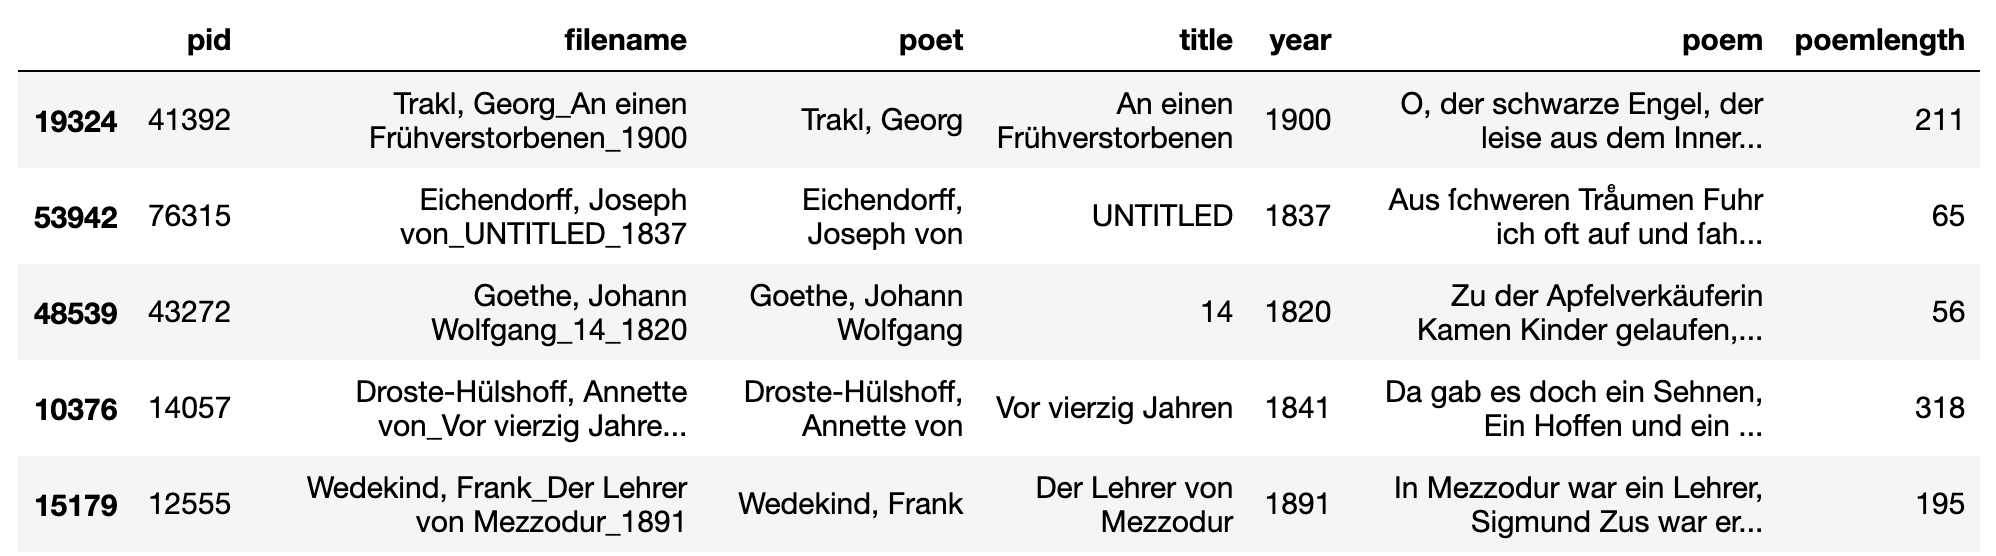 pid filename poet title year poem poemlength
19324 41392 Trakl, Georg_An einen Frühverstorbenen_1900 Trakl, Georg An einen Frühverstorbenen 1900 O, der schwarze Engel, der leise aus dem Inner... 211
53942 76315 Eichendorff, Joseph von_UNTITLED_1837 Eichendorff, Joseph von UNTITLED 1837 Aus ſchweren Traͤumen Fuhr ich oft auf und ſah... 65
48539 43272 Goethe, Johann Wolfgang_14_1820 Goethe, Johann Wolfgang 14 1820 Zu der Apfelverkäuferin Kamen Kinder gelaufen,... 56
10376 14057 Droste-Hülshoff, Annette von_Vor vierzig Jahre... Droste-Hülshoff, Annette von Vor vierzig Jahren 1841 Da gab es doch ein Sehnen, Ein Hoffen und ein ... 318
15179 12555 Wedekind, Frank_Der Lehrer von Mezzodur_1891 Wedekind, Frank Der Lehrer von Mezzodur 1891 In Mezzodur war ein Lehrer, Sigmund Zus war er... 195